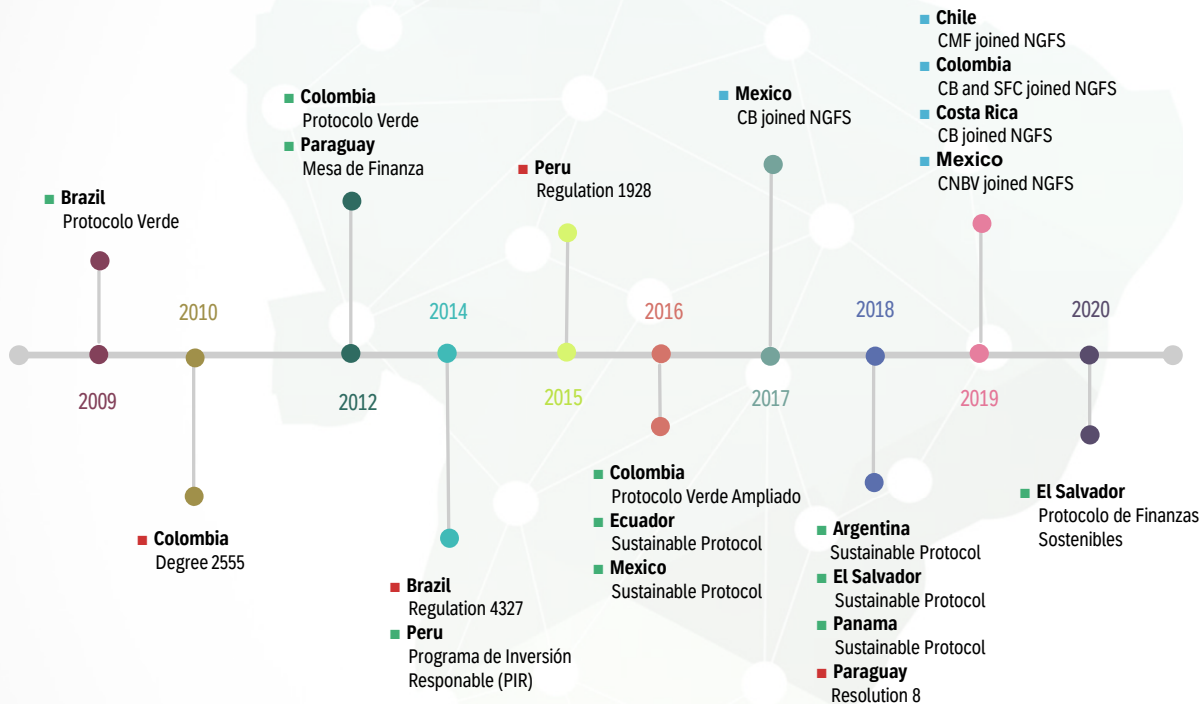 Brazil
Protocolo Verde
2009
2010
Colombia
Degree 2555
Colombia
Protocolo Verde
Paraguay
Mesa de Finanza
2012
2014
Brazil
Regulation 4327
Peru
Programa de Inversión
Responable (PIR)
Peru
Regulation 1928
2015
2016
Colombia
Protocolo Verde Ampliado
Ecuador
Sustainable Protocol
Mexico
Sustainable Protocol
Mexico
CB joined NGFS
2017
2018
Argentina
Sustainable Protocol
El Salvador
Sustainable Protocol
Panama
Sustainable Protocol
Paraguay
Resolution 8
Chile
CMF joined NGFS
Colombia
CB and SFC joined NGFS
Costa Rica
CB joined NGFS
Mexico
CNBV joined NGFS
2019
2020
El Salvador
Protocolo de Finanzas
Sostenibles